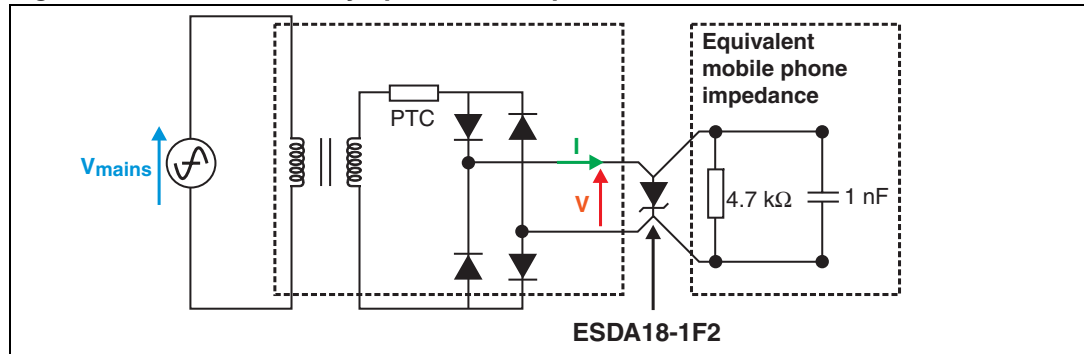 Equivalent
mobile phone
impedance
PTC
I
Vmains
V
4.7 kΩ
1 nF
ESDA18-1F2